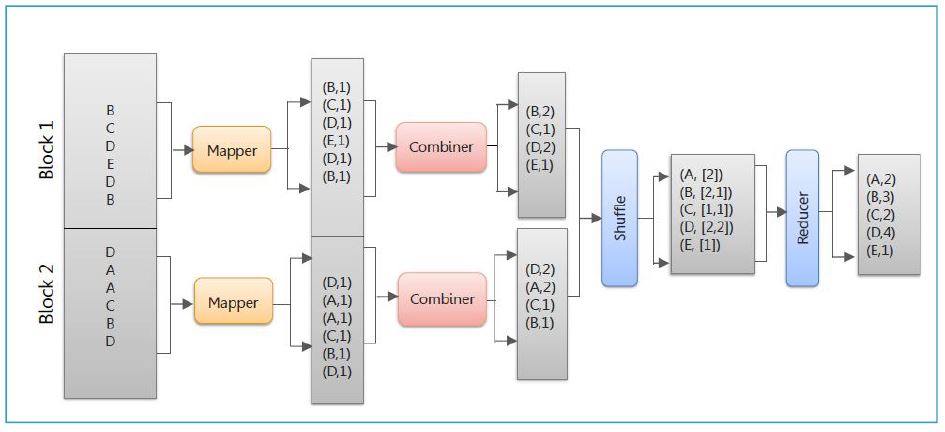 Block 1
B
C
D
E
D
B
Mapper
(B,1)
(C,1)
(D,1)
(E,1)
(D,1)
(B,1)
Combiner
(B,2)
(C,1)
(D,2)
(E,1)
Block 2
D
A
A
C
B
D
Mapper
(D,1)
(A,1)
(A,1)
(C,1)
(B,1)
(D,1)
Combiner
(D,2)
(A,2)
(C,1)
(B,1)
Shuffle
(A, [2])
(B, [2,1])
(C, [1,1])
(D, [2,2])
(E, [1])
Reducer
(A,2)
(B,3)
(C,2)
(D,4)
(E,1)